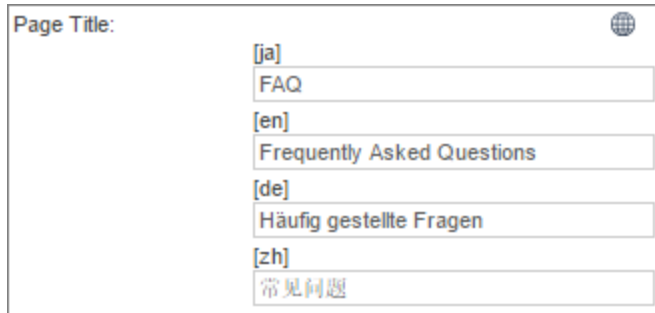 Page Title:
[ja]
FAQ
[en]
Frequently Asked Questions
[de]
Häufig gestellte Fragen
[zh]
常见问题